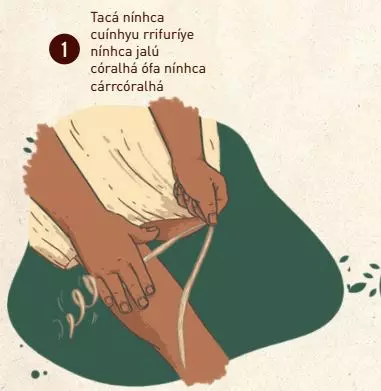 1
Tacá nínhca
cuínhyu rrifuríye
nínhca jalú
córalhá ófa nínhca
cárrcóralhá